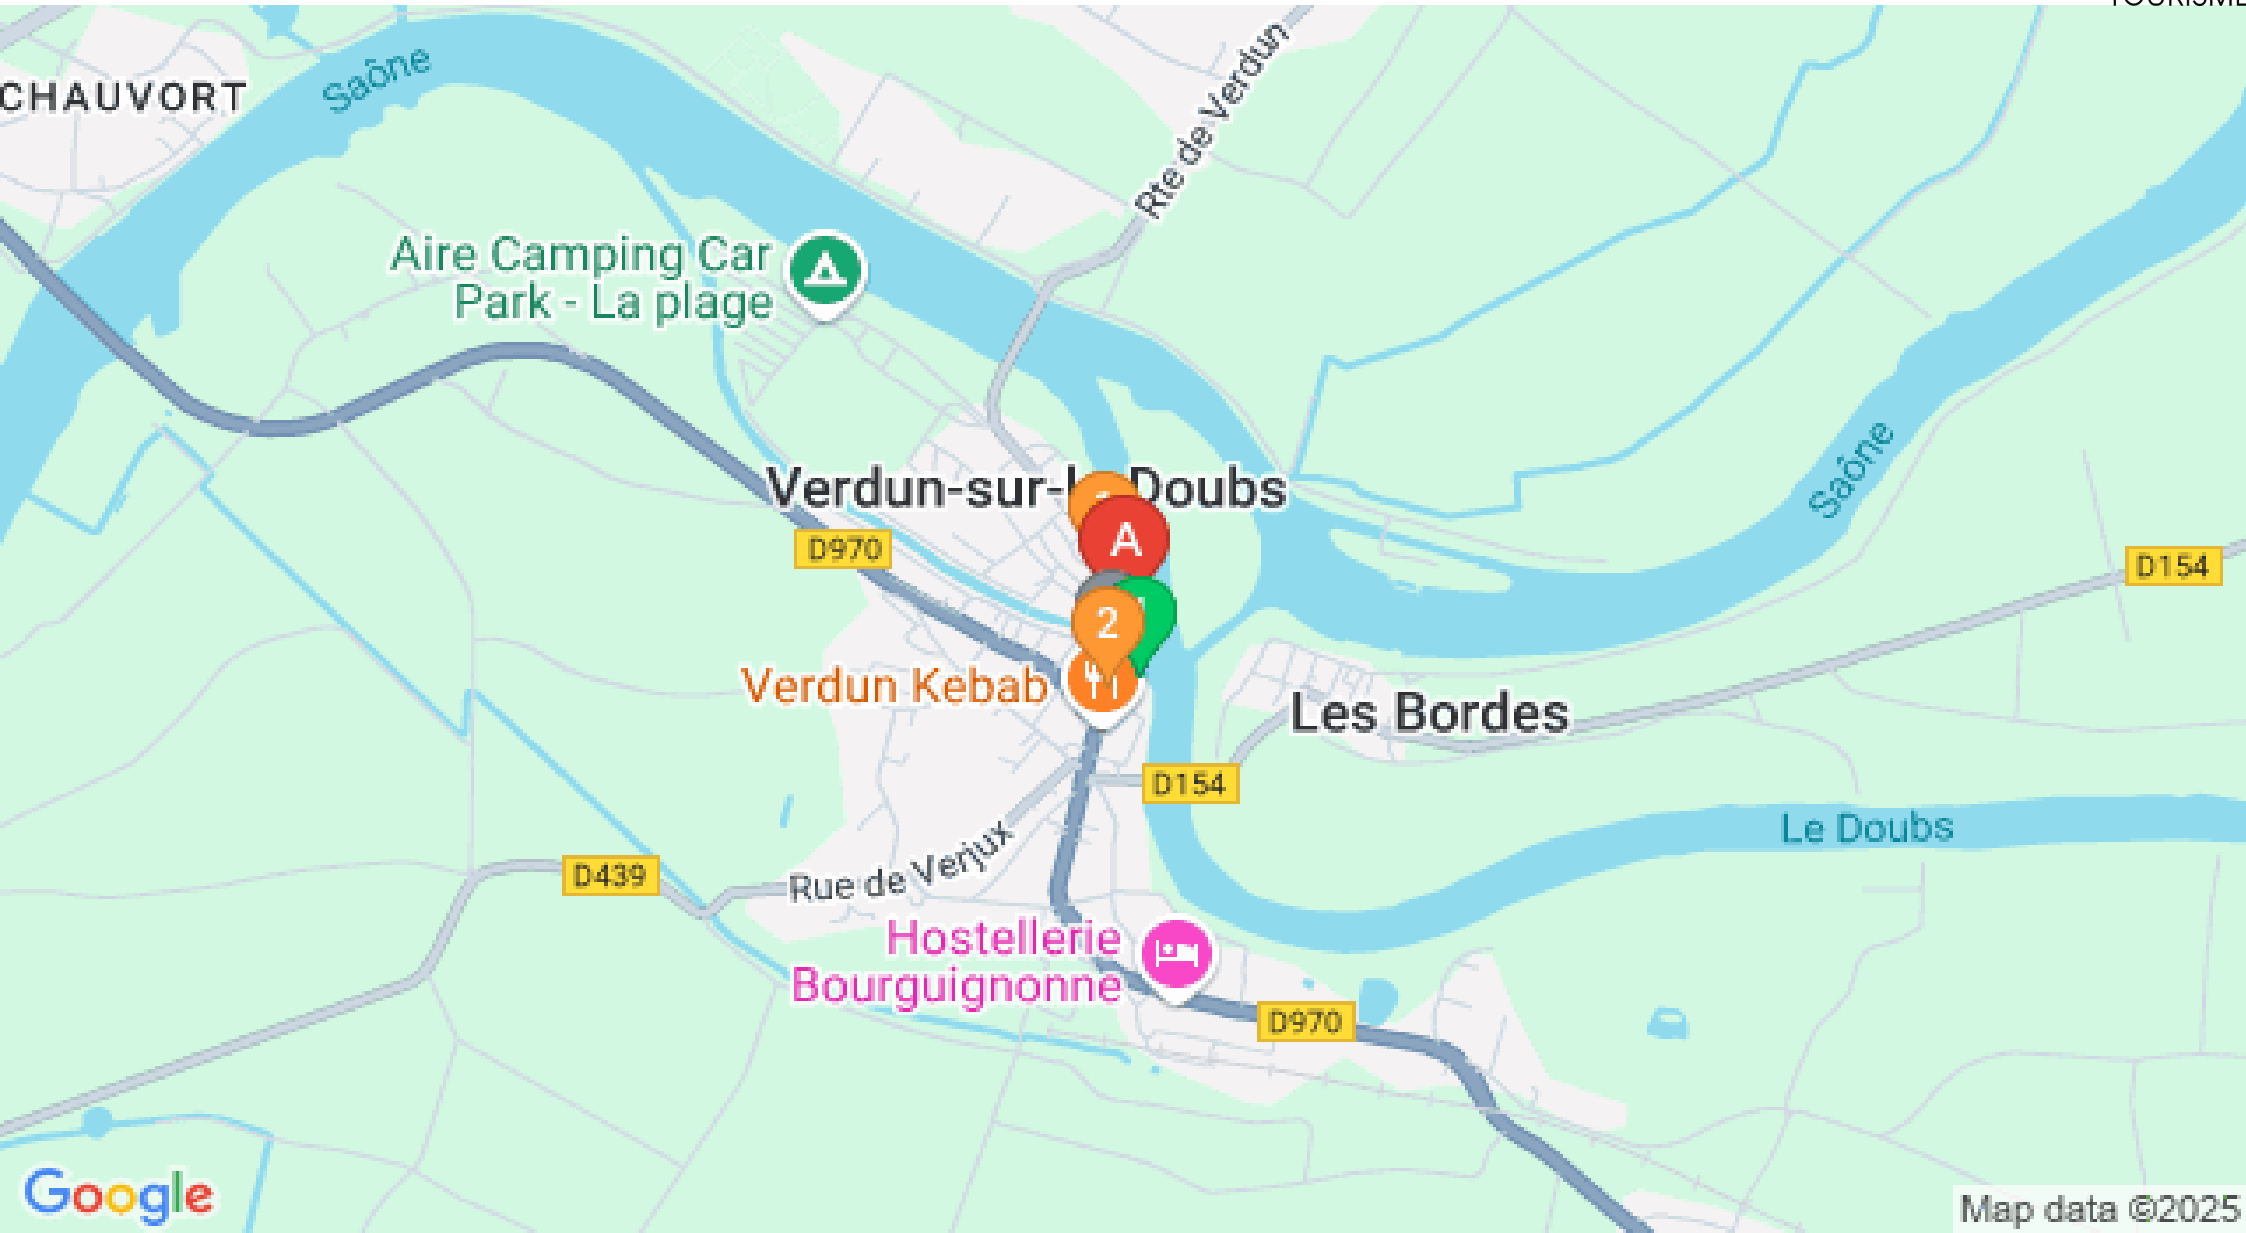 TOURISME
Saône
CHAUVORT
Rte de Verdun
Aire Camping Car
Park - La plage
Saône
Verdun-sur- Doubs
A
D970
D154
2
Verdun Kebab
Les Bordes
D154
Le Doubs
D439
Rue de Verjux
Hostellerie
Bourguignonne
D970
Google
Map data ©2025